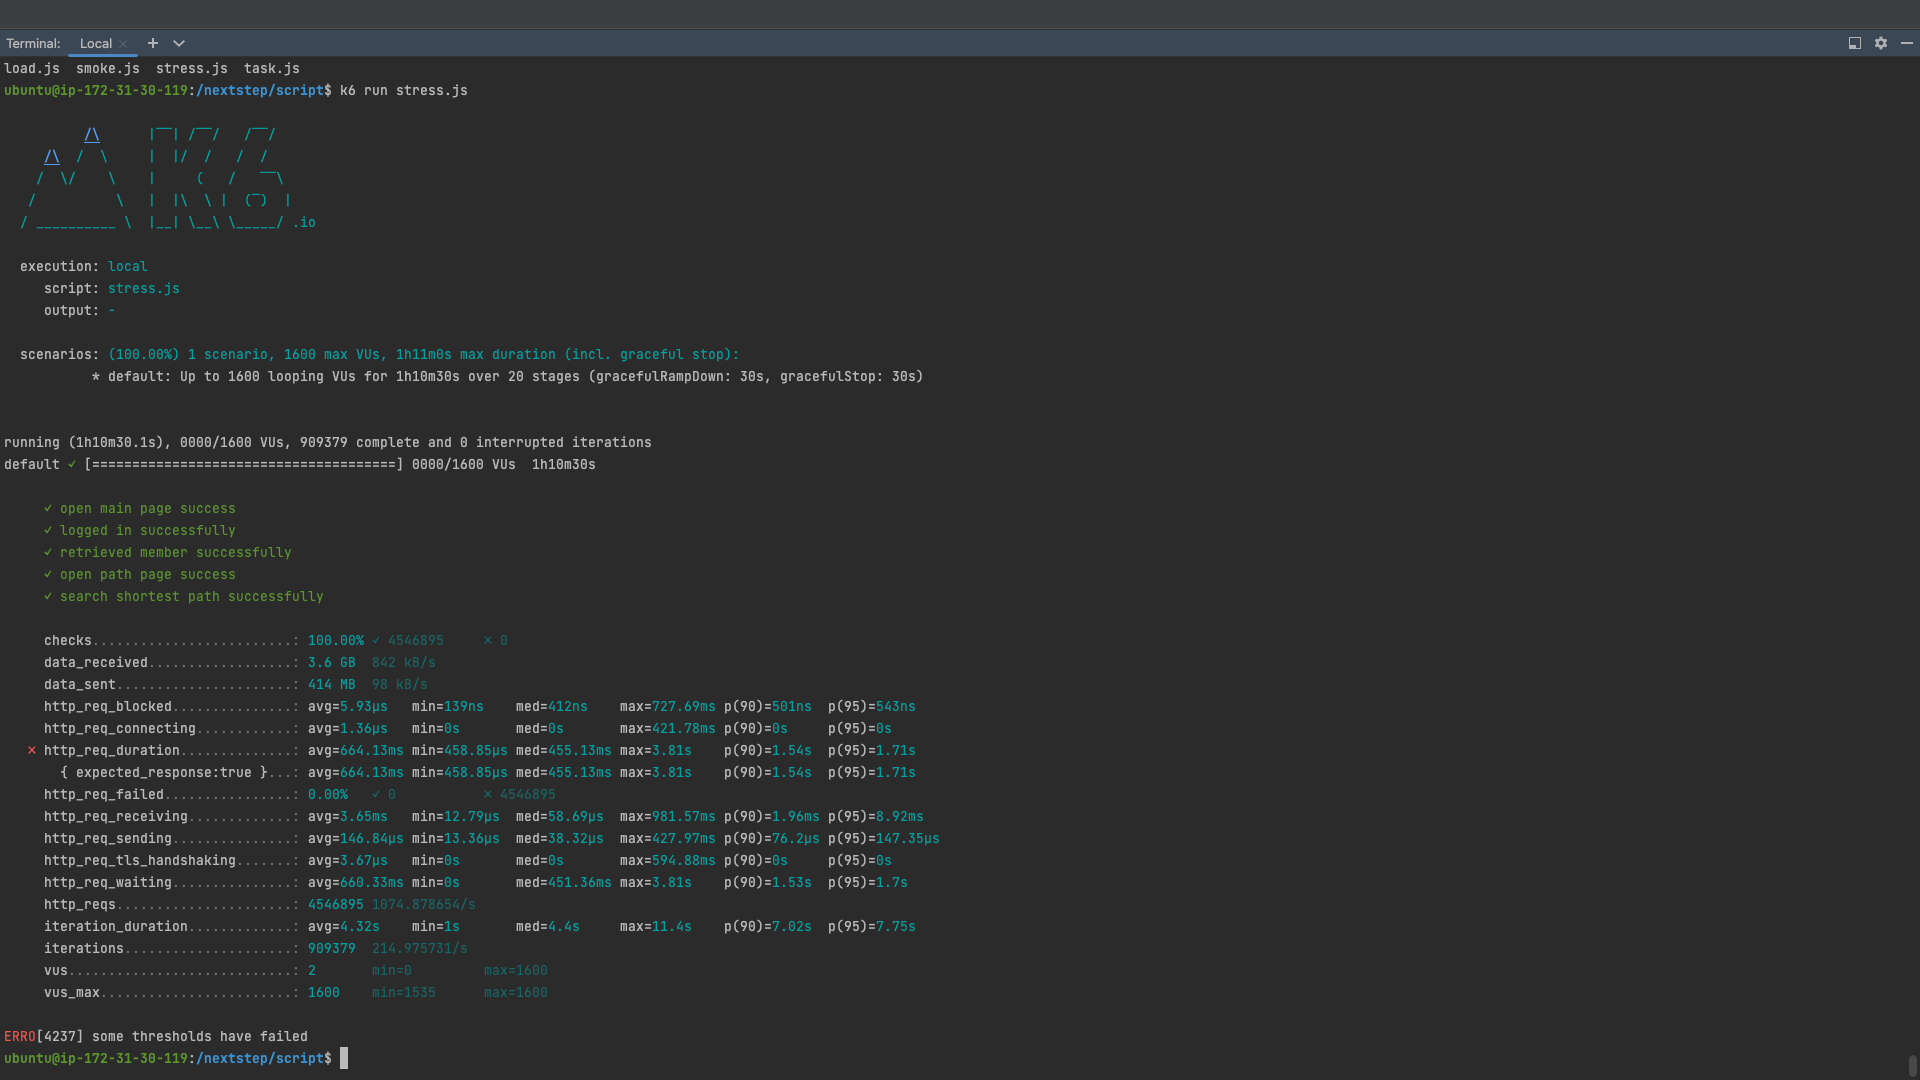 Terminal: Local
load.js  smoke.js  stress.js  task.js
ubuntu@ip-172-31-30-119:/nextstep/script$ k6 run stress.js

          /\      |‾‾| /‾‾/   /‾‾/
     /\  /  \     |  |/  /   /  /
    /  \/    \    |     (   /   ‾‾\
   /          \   |  |\  \ |  (‾)  |
  / __________ \  |__| \__\ \_____/ .io

  execution: local
     script: stress.js
     output: -

  scenarios: (100.00%) 1 scenario, 1600 max VUs, 1h11m0s max duration (incl. graceful stop):
           * default: Up to 1600 looping VUs for 1h10m30s over 20 stages (gracefulRampDown: 30s, gracefulStop: 30s)

running (1h10m30.1s), 0000/1600 VUs, 909379 complete and 0 interrupted iterations
default ✓ [======================================] 0000/1600 VUs  1h10m30s

     ✓ open main page success
     ✓ logged in successfully
     ✓ retrieved member successfully
     ✓ open path page success
     ✓ search shortest path successfully

     checks.........................: 100.00% ✓ 4546895     ✗ 0
     data_received..................: 3.6 GB  842 kB/s
     data_sent......................: 414 MB  98 kB/s
     http_req_blocked...............: avg=5.93µs   min=139ns    med=412ns    max=727.69ms p(90)=501ns  p(95)=543ns
     http_req_connecting............: avg=1.36µs   min=0s       med=0s       max=421.78ms p(90)=0s     p(95)=0s
   ✗ http_req_duration..............: avg=664.13ms min=458.85µs med=455.13ms max=3.81s    p(90)=1.54s  p(95)=1.71s
       { expected_response:true }...: avg=664.13ms min=458.85µs med=455.13ms max=3.81s    p(90)=1.54s  p(95)=1.71s
     http_req_failed................: 0.00%   ✓ 0           ✗ 4546895
     http_req_receiving.............: avg=3.65ms   min=12.79µs  med=58.69µs  max=981.57ms p(90)=1.96ms p(95)=8.92ms
     http_req_sending...............: avg=146.84µs min=13.36µs  med=38.32µs  max=427.97ms p(90)=76.2µs p(95)=147.35µs
     http_req_tls_handshaking.......: avg=3.67µs   min=0s       med=0s       max=594.88ms p(90)=0s     p(95)=0s
     http_req_waiting...............: avg=660.33ms min=0s       med=451.36ms max=3.81s    p(90)=1.53s  p(95)=1.7s
     http_reqs......................: 4546895 1074.878654/s
     iteration_duration.............: avg=4.32s    min=1s       med=4.4s     max=11.4s    p(90)=7.02s  p(95)=7.75s
     iterations.....................: 909379  214.975731/s
     vus............................: 2       min=0         max=1600
     vus_max........................: 1600    min=1535      max=1600

ERRO[4237] some thresholds have failed
ubuntu@ip-172-31-30-119:/nextstep/script$